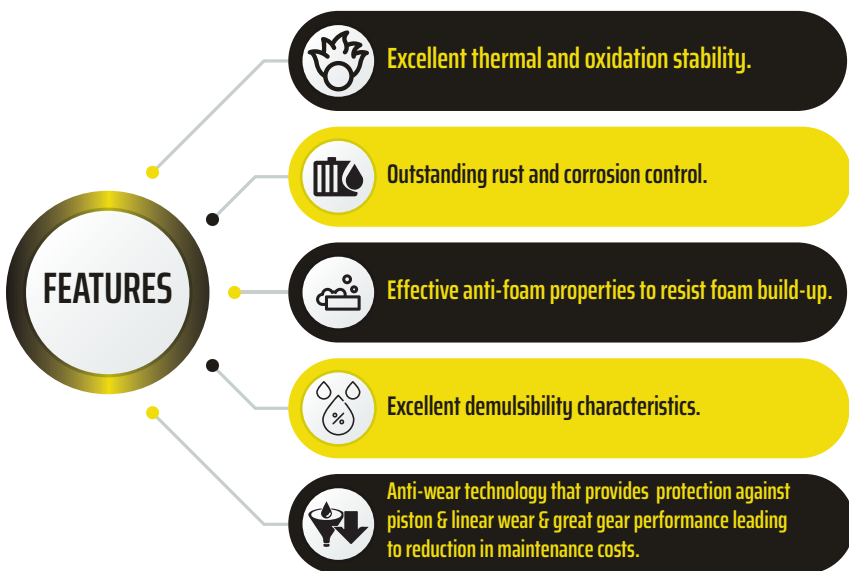 FEATURES
Excellent thermal and oxidation stability.
Outstanding rust and corrosion control.
Effective anti-foam properties to resist foam build-up.
%
Excellent demulsibility characteristics.
Anti-wear technology that provides protection against
piston & linear wear & great gear performance leading
to reduction in maintenance costs.